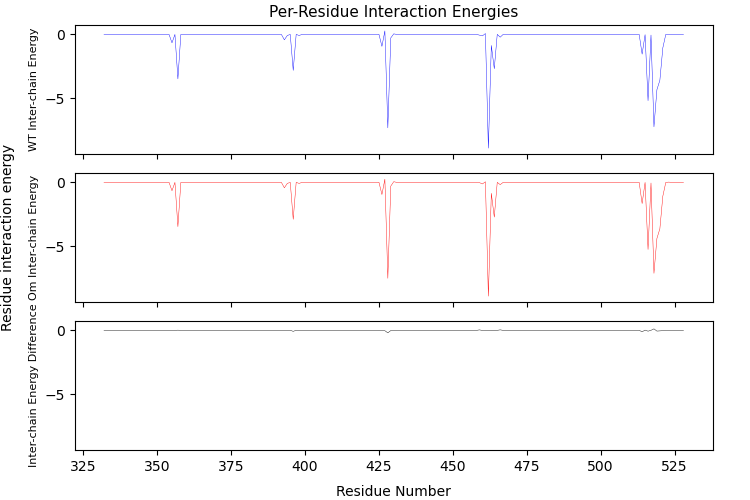 Per-Residue Interaction Energies
Residue interaction energy
WT Inter-chain Energy
0
−5
Om Inter-chain Energy
0
−5
Inter-chain Energy Difference
0
−5
325 350 375 400 425 450 475 500 525
Residue Number